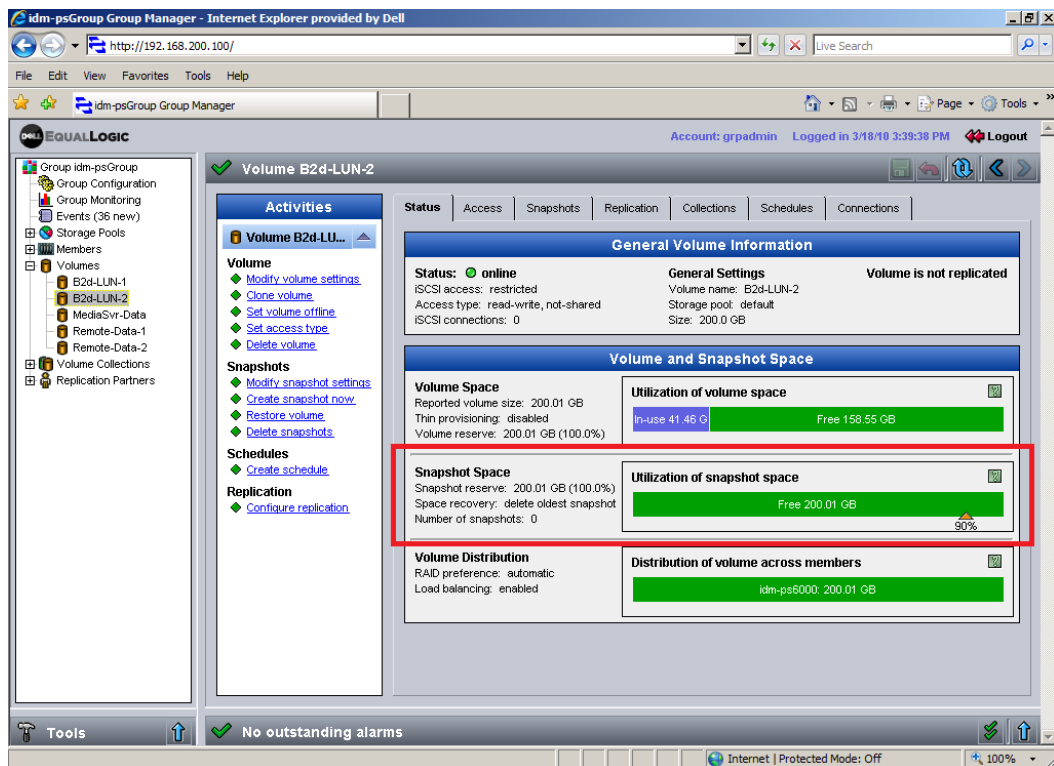 idm-psGroup Group Manager - Internet Explorer provided by Dell
http://192.168.200.100/
Live Search
File Edit View Favorites Tools Help
idm-psGroup Group Manager
Page Tools »
DELL EQUALLOGIC
Account: grpadmin Logged in 3/18/10 3:39:38 PM Logout
Group idm-psGroup
Group Configuration
Group Monitoring
Events (36 new)
Storage Pools
Members
Volumes
B2d-LUN-1
B2d-LUN-2
MediaSvr-Data
Remote-Data-1
Remote-Data-2
Volume Collections
Replication Partners
Tools
Volume B2d-LUN-2
Activities
Volume B2d-LU...
Volume
Modify volume settings
Clone volume
Set volume offline
Set access type
Delete volume
Snapshots
Modify snapshot settings
Create snapshot now
Restore volume
Delete snapshots
Schedules
Create schedule
Replication
Configure replication
Status Access Snapshots Replication Collections Schedules Connections
General Volume Information
Status: online
iSCSI access: restricted
Access type: read-write, not-shared
iSCSI connections: 0
General Settings
Volume name: B2d-LUN-2
Storage pool: default
Size: 200.0 GB
Volume is not replicated
Volume and Snapshot Space
Volume Space
Reported volume size: 200.01 GB
Thin provisioning: disabled
Volume reserve: 200.01 GB (100.0%)
Utilization of volume space
In-use 41.46 G
Free 158.55 GB
Snapshot Space
Snapshot reserve: 200.01 GB (100.0%)
Space recovery: delete oldest snapshot
Number of snapshots: 0
Utilization of snapshot space
Free 200.01 GB
90%
Volume Distribution
RAID preference: automatic
Load balancing: enabled
Distribution of volume across members
idm-ps6000: 200.01 GB
No outstanding alarms
Internet | Protected Mode: Off
100%